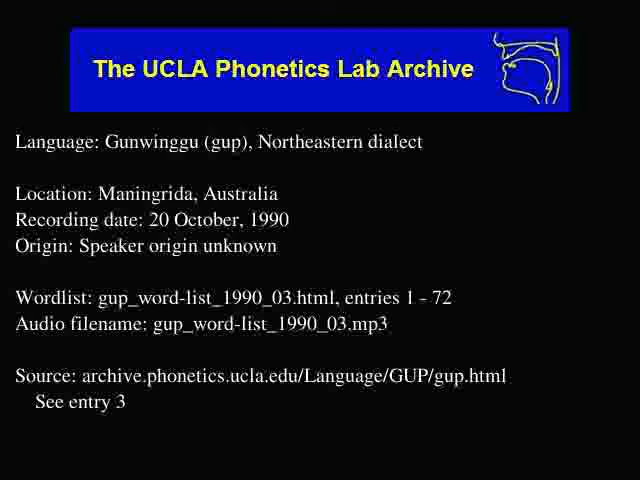 The UCLA Phonetics Lab Archive
Language: Gunwinggu (gup), Northeastern dialect
Location: Maningrida, Australia
Recording date: 20 October, 1990
Origin: Speaker origin unknown
Wordlist: gup_word-list_1990_03.html, entries 1 - 72
Audio filename: gup_word-list_1990_03.mp3
Source: archive.phonetics.ucla.edu/Language/GUP/gup.html
See entry 3